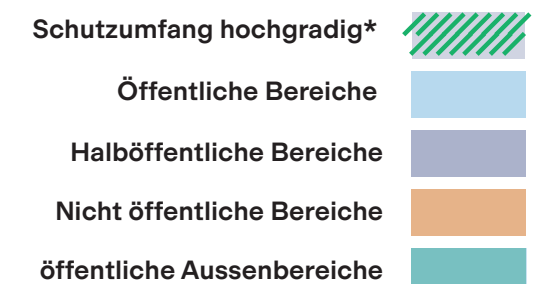 Schutzumfang hochgradig*
Öffentliche Bereiche
Halböffentliche Bereiche
Nicht öffentliche Bereiche
öffentliche Aussenbereiche